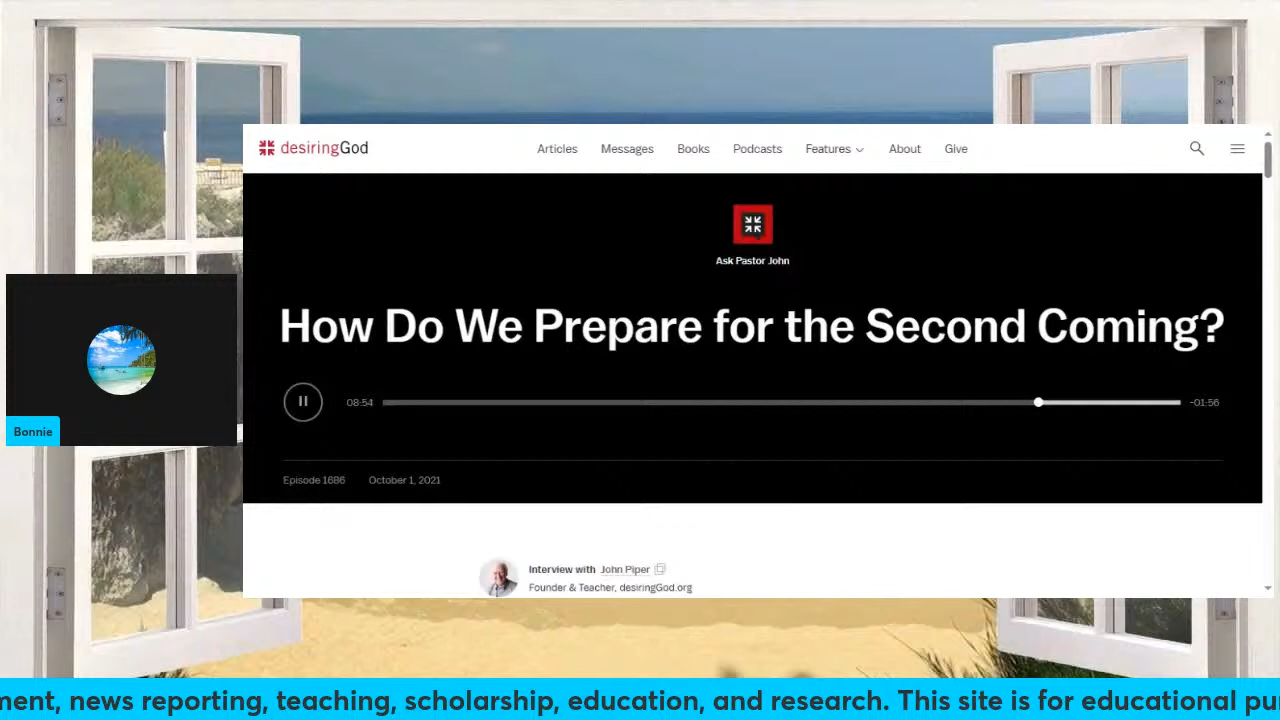 desiringGod
Articles Messages Books Podcasts Features About Give
Ask Pastor John
How Do We Prepare for the Second Coming?
08:54 -01:56
Episode 1686 October 1, 2021
Bonnie
Interview with John Piper
Founder & Teacher, desiringGod.org
news reporting, teaching, scholarship, education, and research. This site is for educational